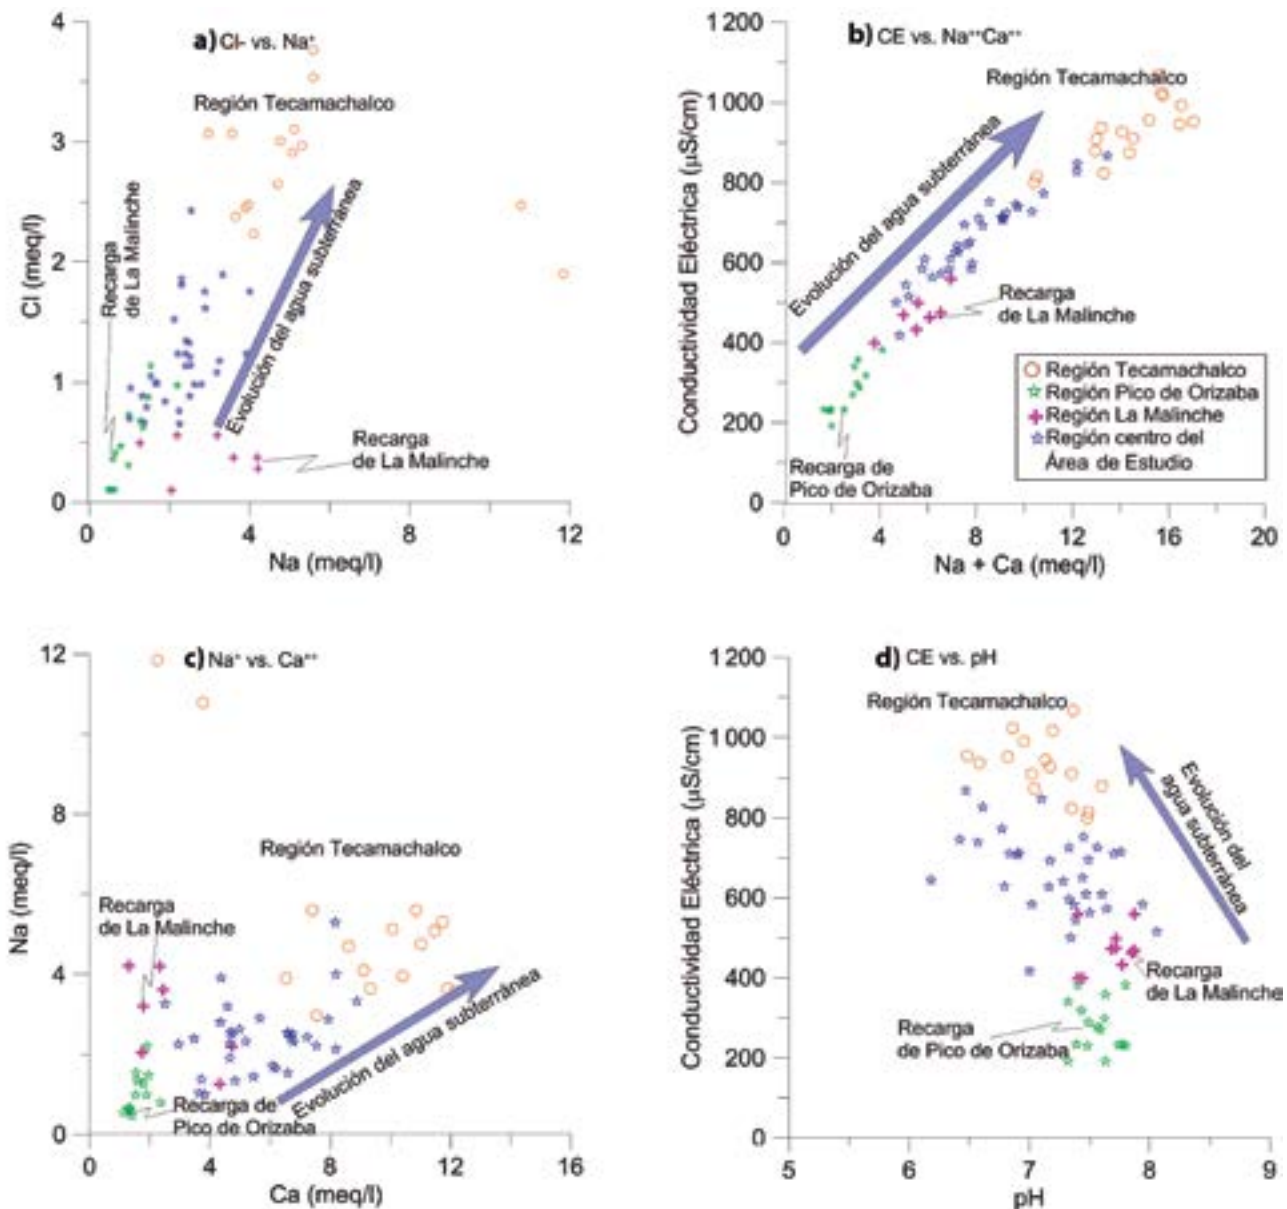 a) Cl- vs. Na⁺
Región Tecamachalco
Recarga
de La Malinche
Evolución del agua subterránea
Recarga
de La Malinche
Cl (meq/l)
4
3
2
1
0
0 4 8 12
Na (meq/l)
b) CE vs. Na⁺⁺Ca⁺⁺
Región Tecamachalco
Evolución del agua subterránea
Recarga
de La Malinche
Recarga de
Pico de Orizaba
Región Tecamachalco
Región Pico de Orizaba
Región La Malinche
Región centro del
Área de Estudio
Conductividad Eléctrica (µS/cm)
1 200
1 000
800
600
400
200
0
0 4 8 12 16 20
Na + Ca (meq/l)
c) Na⁺ vs. Ca⁺⁺
Región Tecamachalco
Recarga
de La Malinche
Evolución del agua subterránea
Recarga de
Pico de Orizaba
Na (meq/l)
12
8
4
0
0 4 8 12 16
Ca (meq/l)
d) CE vs. pH
Región Tecamachalco
Evolución del
agua subterránea
Recarga
de La Malinche
Recarga
de Pico de Orizaba
Conductividad Eléctrica (µS/cm)
1 200
1 000
800
600
400
200
0
5 6 7 8 9
pH